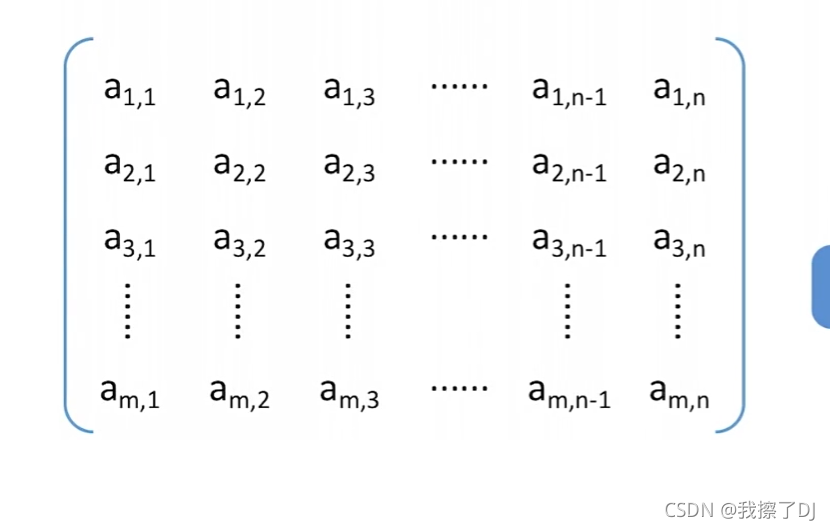 a1,1 a1,2 a1,3 ...... a1,n-1 a1,n
a2,1 a2,2 a2,3 ...... a2,n-1 a2,n
a3,1 a3,2 a3,3 ...... a3,n-1 a3,n
...... ...... ...... ...... ......
am,1 am,2 am,3 ...... am,n-1 am,n
CSDN @我擦了DJ